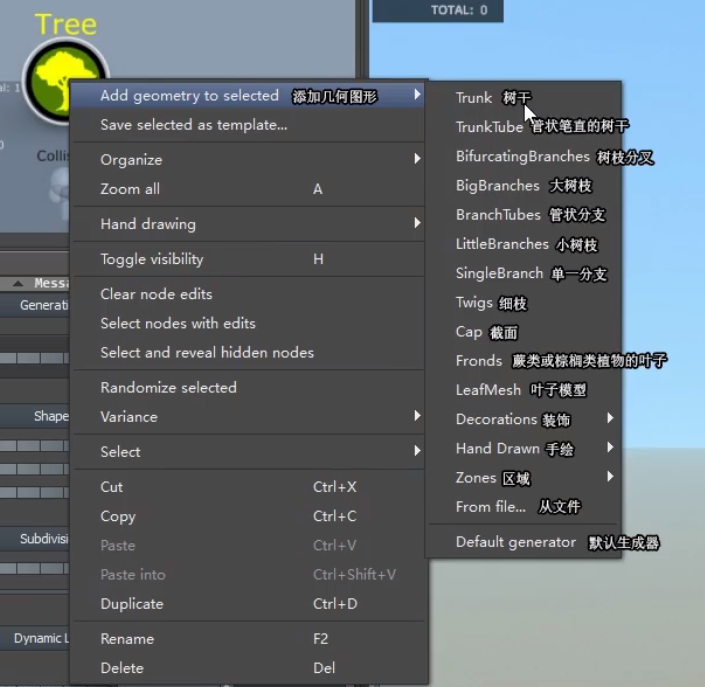 Tree
TOTAL: 0
al: 1
Collis
Add geometry to selected 添加几何图形
Save selected as template...
Organize
Zoom all A
Hand drawing
Toggle visibility H
Clear node edits
Select nodes with edits
Select and reveal hidden nodes
Randomize selected
Variance
Select
Cut Ctrl+X
Copy Ctrl+C
Paste Ctrl+V
Paste into Ctrl+Shift+V
Duplicate Ctrl+D
Rename F2
Delete Del
Trunk 树干
TrunkTube 管状笔直的树干
BifurcatingBranches 树枝分叉
BigBranches 大树枝
BranchTubes 管状分支
LittleBranches 小树枝
SingleBranch 单一分支
Twigs 细枝
Cap 截面
Fronds 蕨类或棕榈类植物的叶子
LeafMesh 叶子模型
Decorations 装饰
Hand Drawn 手绘
Zones 区域
From file... 从文件
Default generator 默认生成器
Messa
Generati
Shape
Subdivisi
Dynamic L